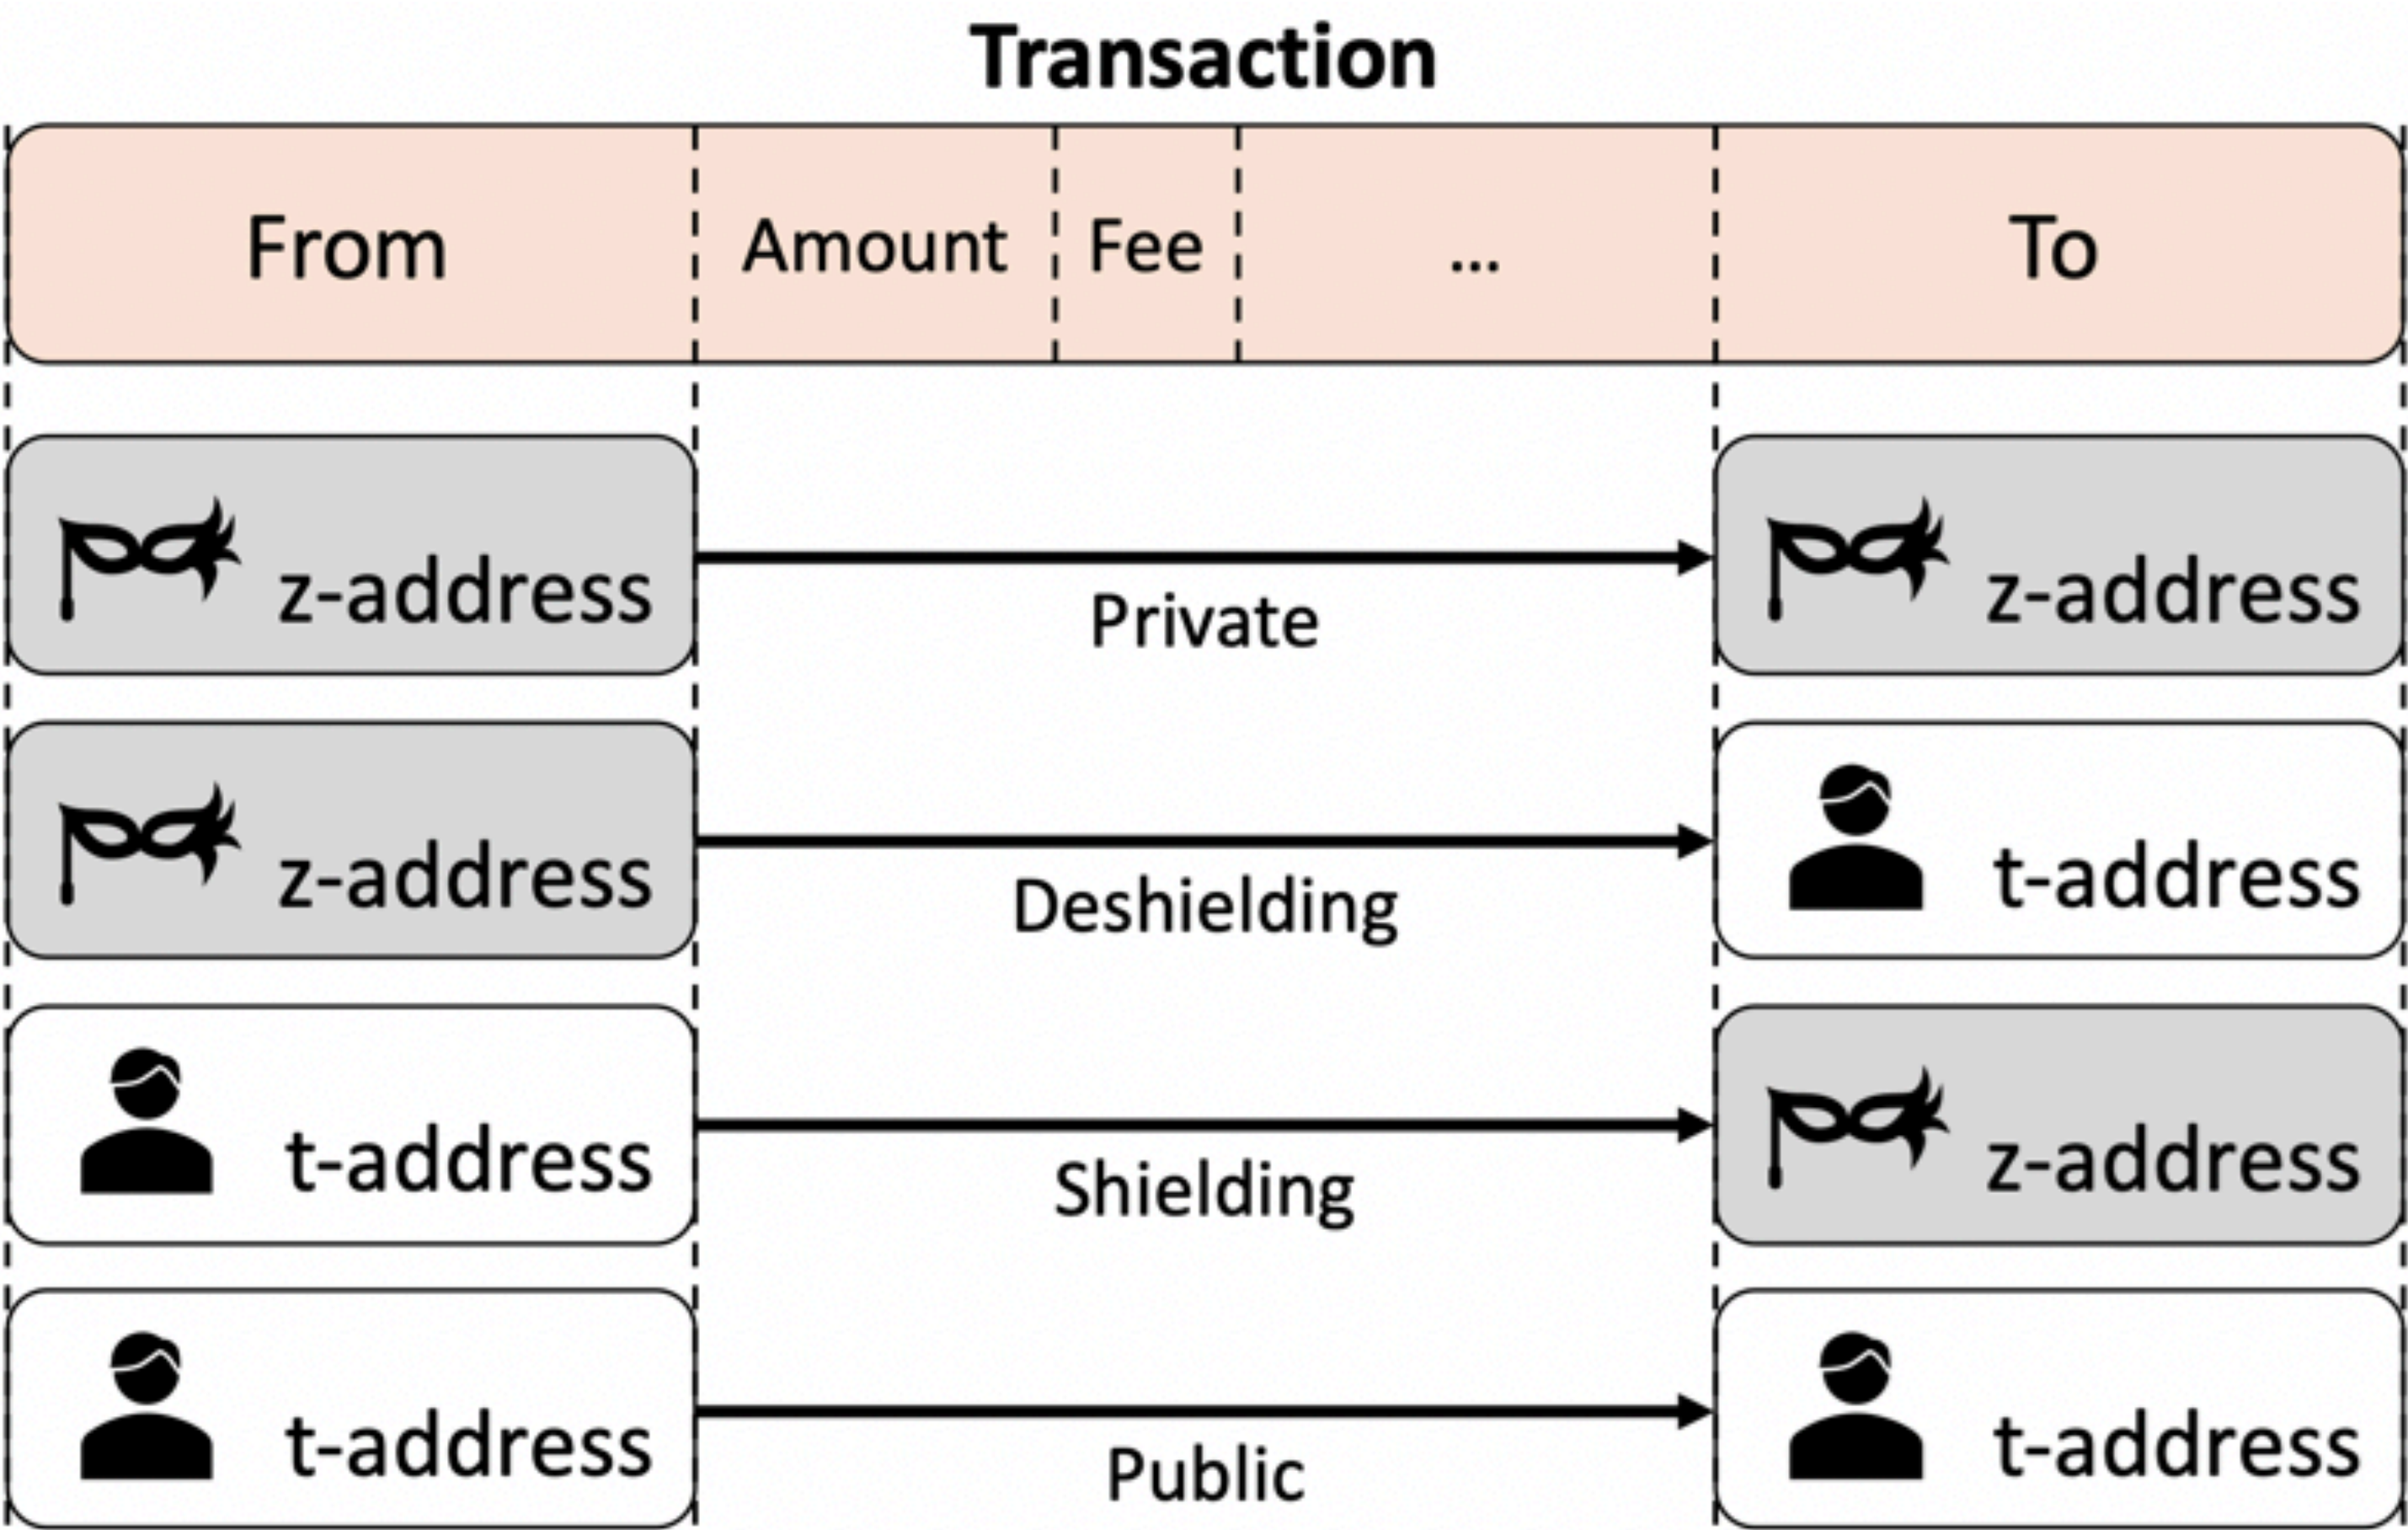 Transaction
From Amount Fee ... To
z-address z-address
Private
z-address t-address
Deshielding
t-address z-address
Shielding
t-address t-address
Public